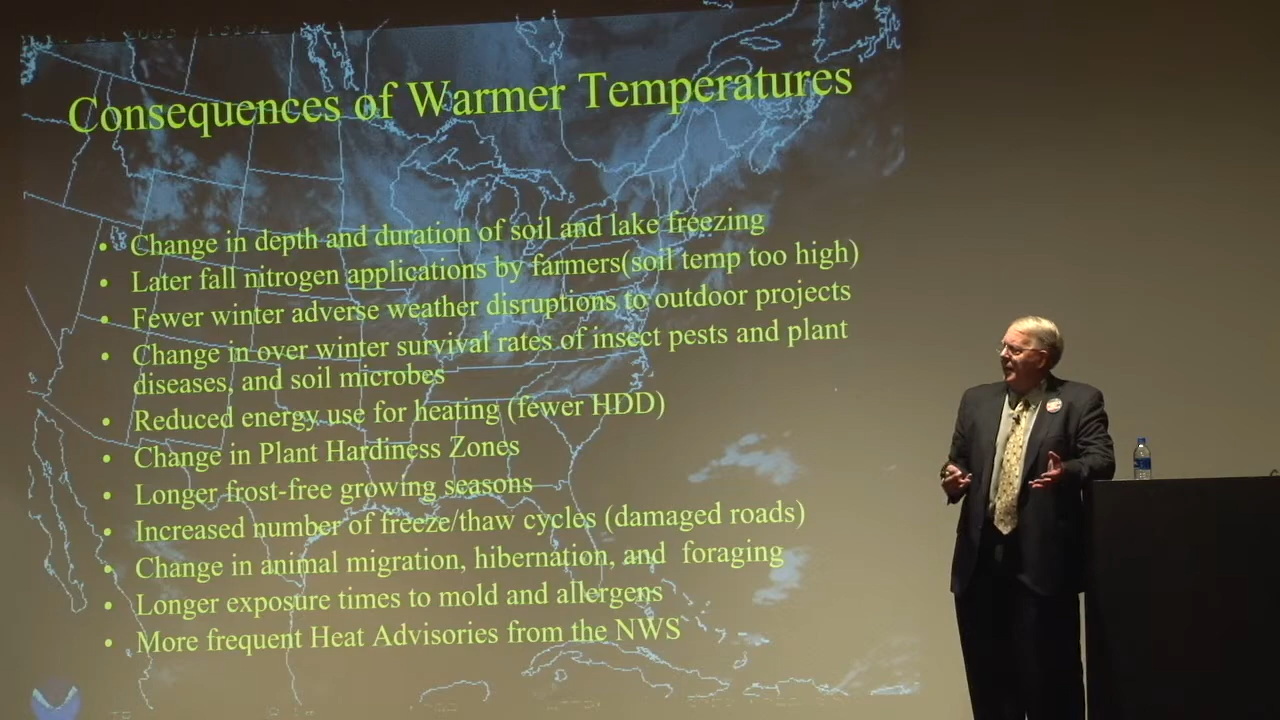 Consequences of Warmer Temperatures
• Change in depth and duration of soil and lake freezing
• Later fall nitrogen applications by farmers(soil temp too high)
• Fewer winter adverse weather disruptions to outdoor projects
• Change in over winter survival rates of insect pests and plant
diseases, and soil microbes
• Reduced energy use for heating (fewer HDD)
• Change in Plant Hardiness Zones
• Longer frost-free growing seasons
• Increased number of freeze/thaw cycles (damaged roads)
• Change in animal migration, hibernation, and foraging
• Longer exposure times to mold and allergens
• More frequent Heat Advisories from the NWS